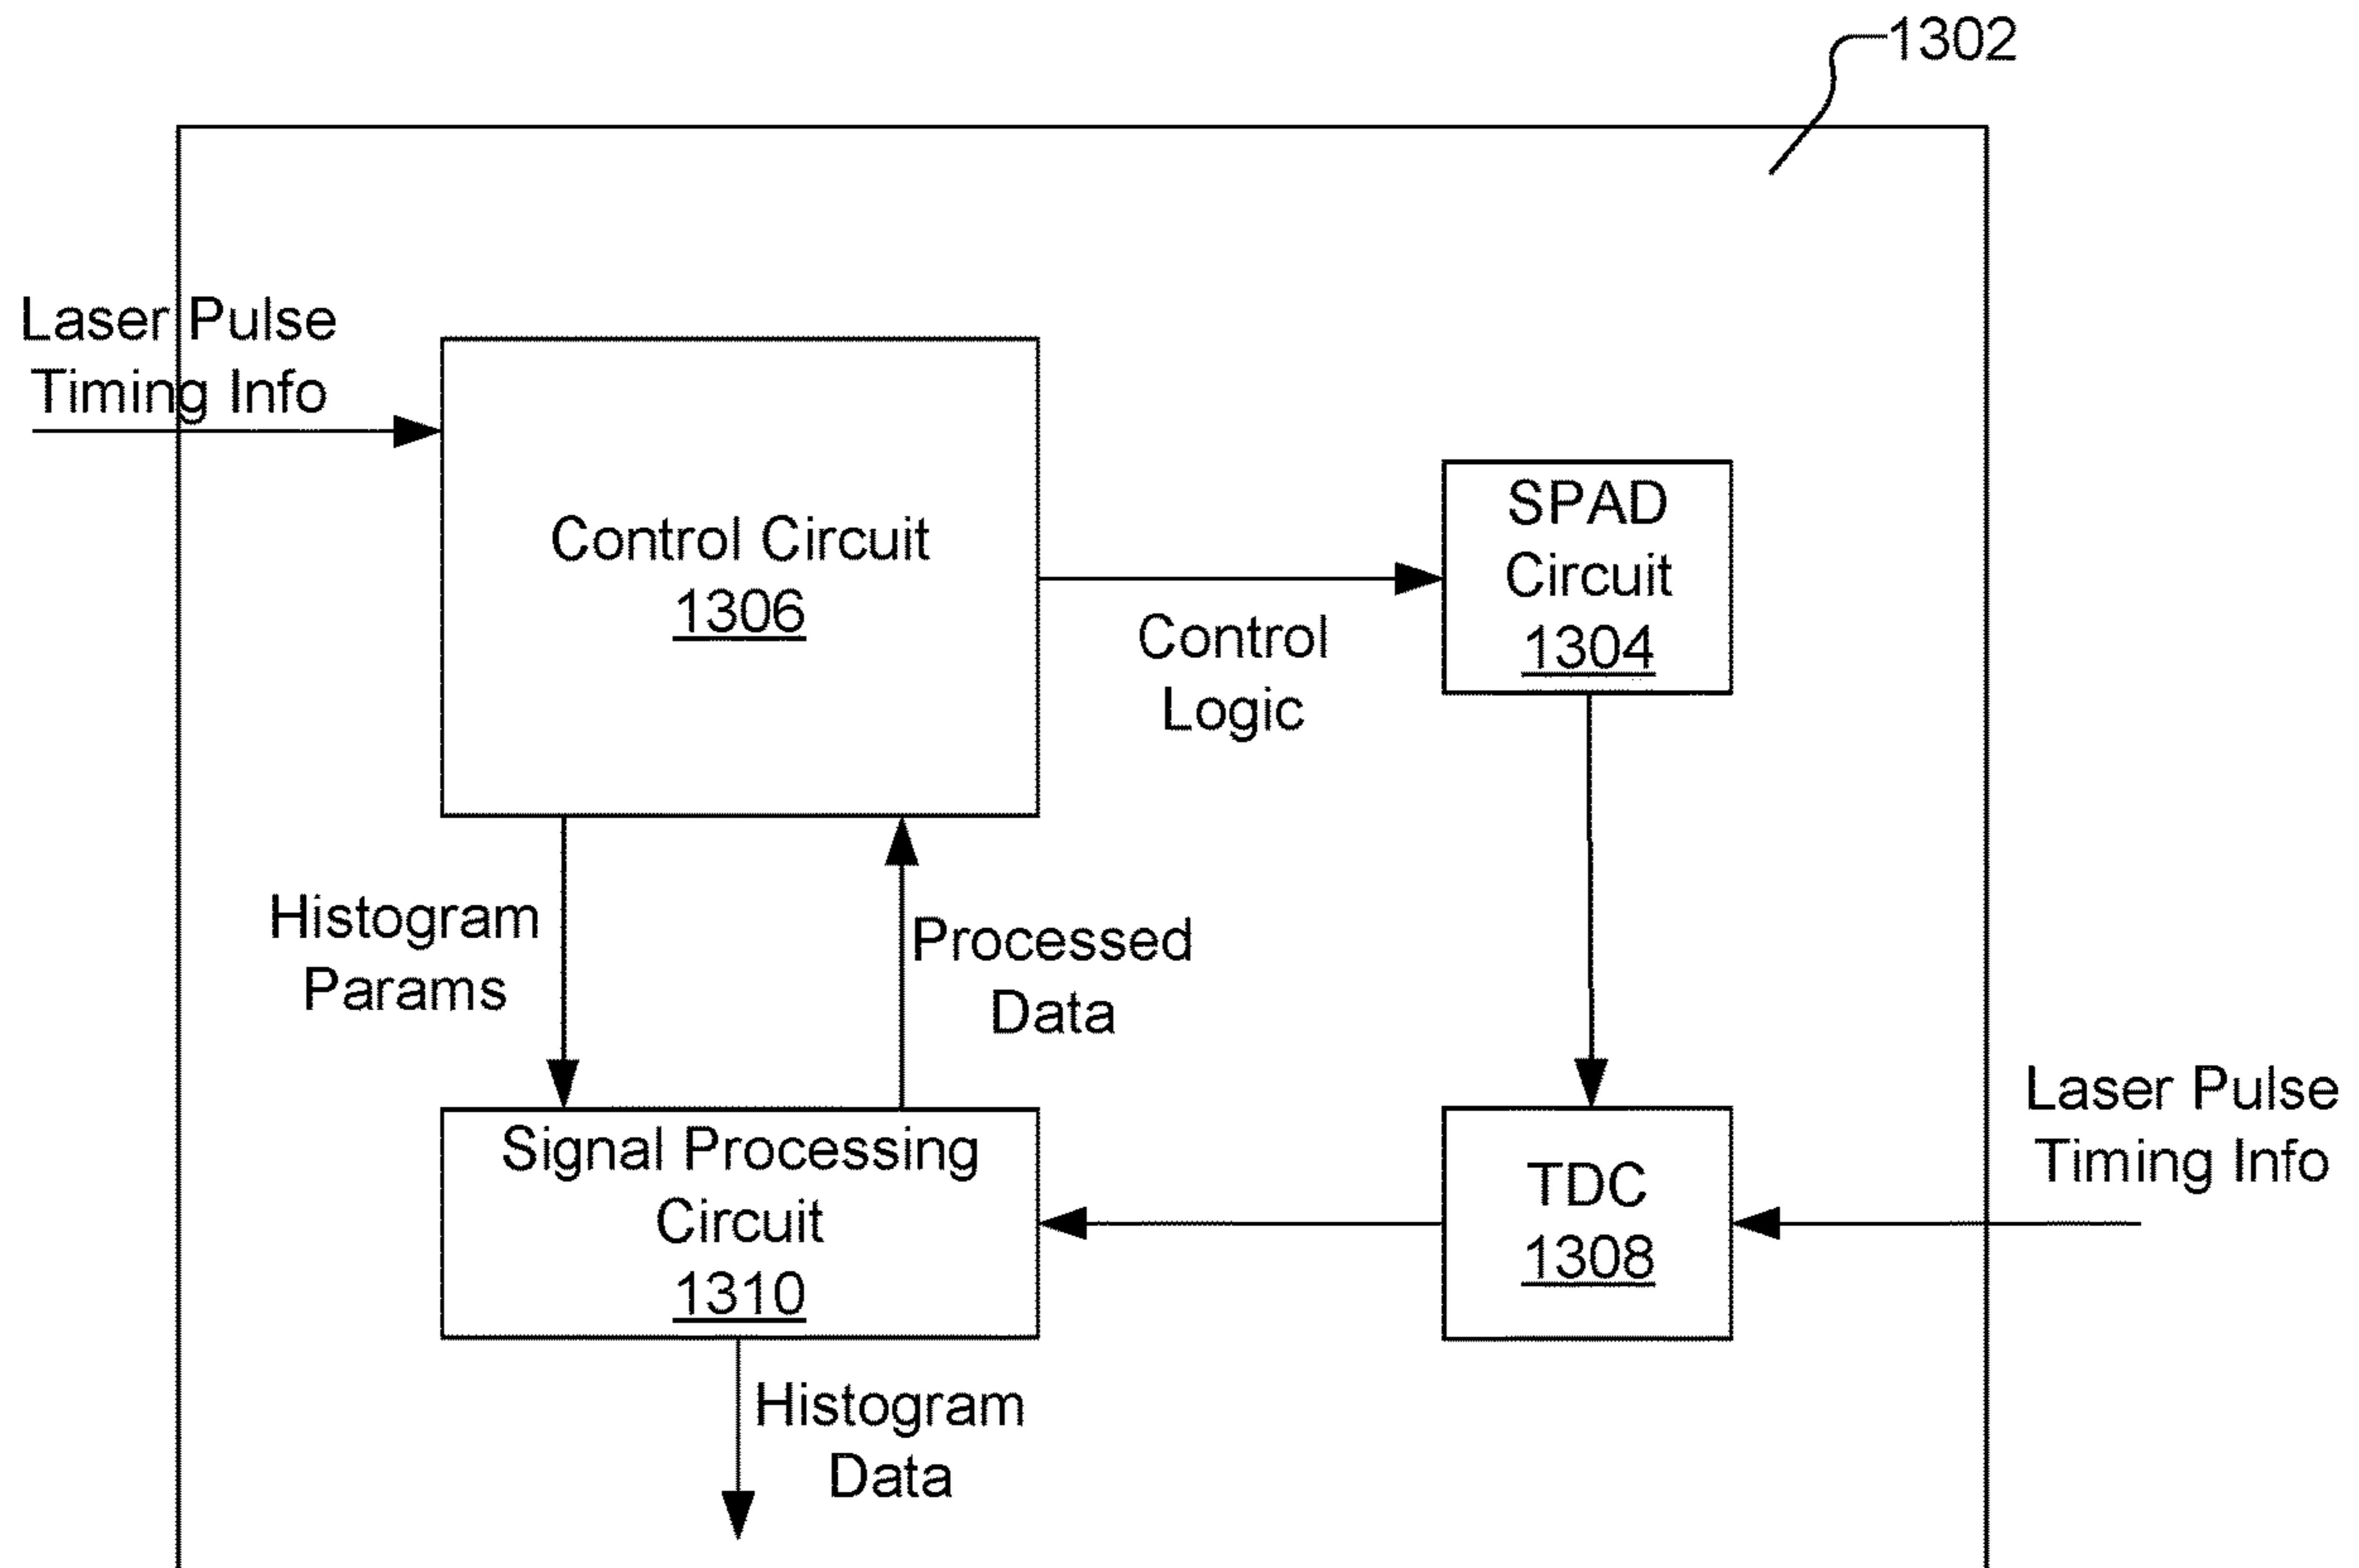 1302
Laser Pulse
Timing Info
Control Circuit
1306
SPAD
Circuit
1304
Control
Logic
Histogram
Params
Processed
Data
Signal Processing
Circuit
1310
TDC
1308
Laser Pulse
Timing Info
Histogram
Data